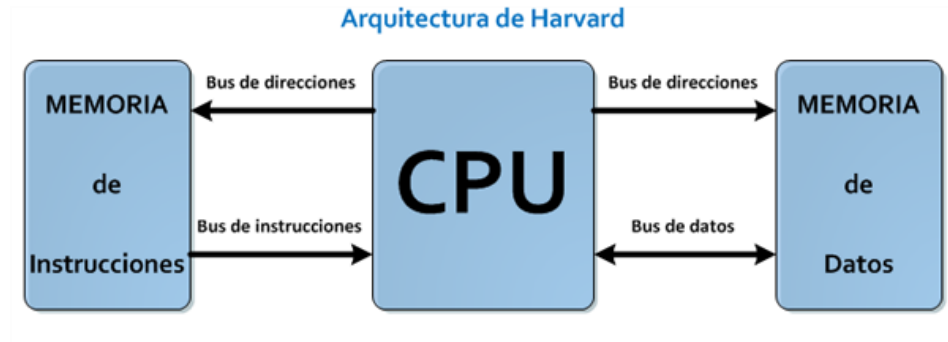 Arquitectura de Harvard
MEMORIA
de
Instrucciones
Bus de direcciones
Bus de instrucciones
CPU
Bus de direcciones
Bus de datos
MEMORIA
de
Datos